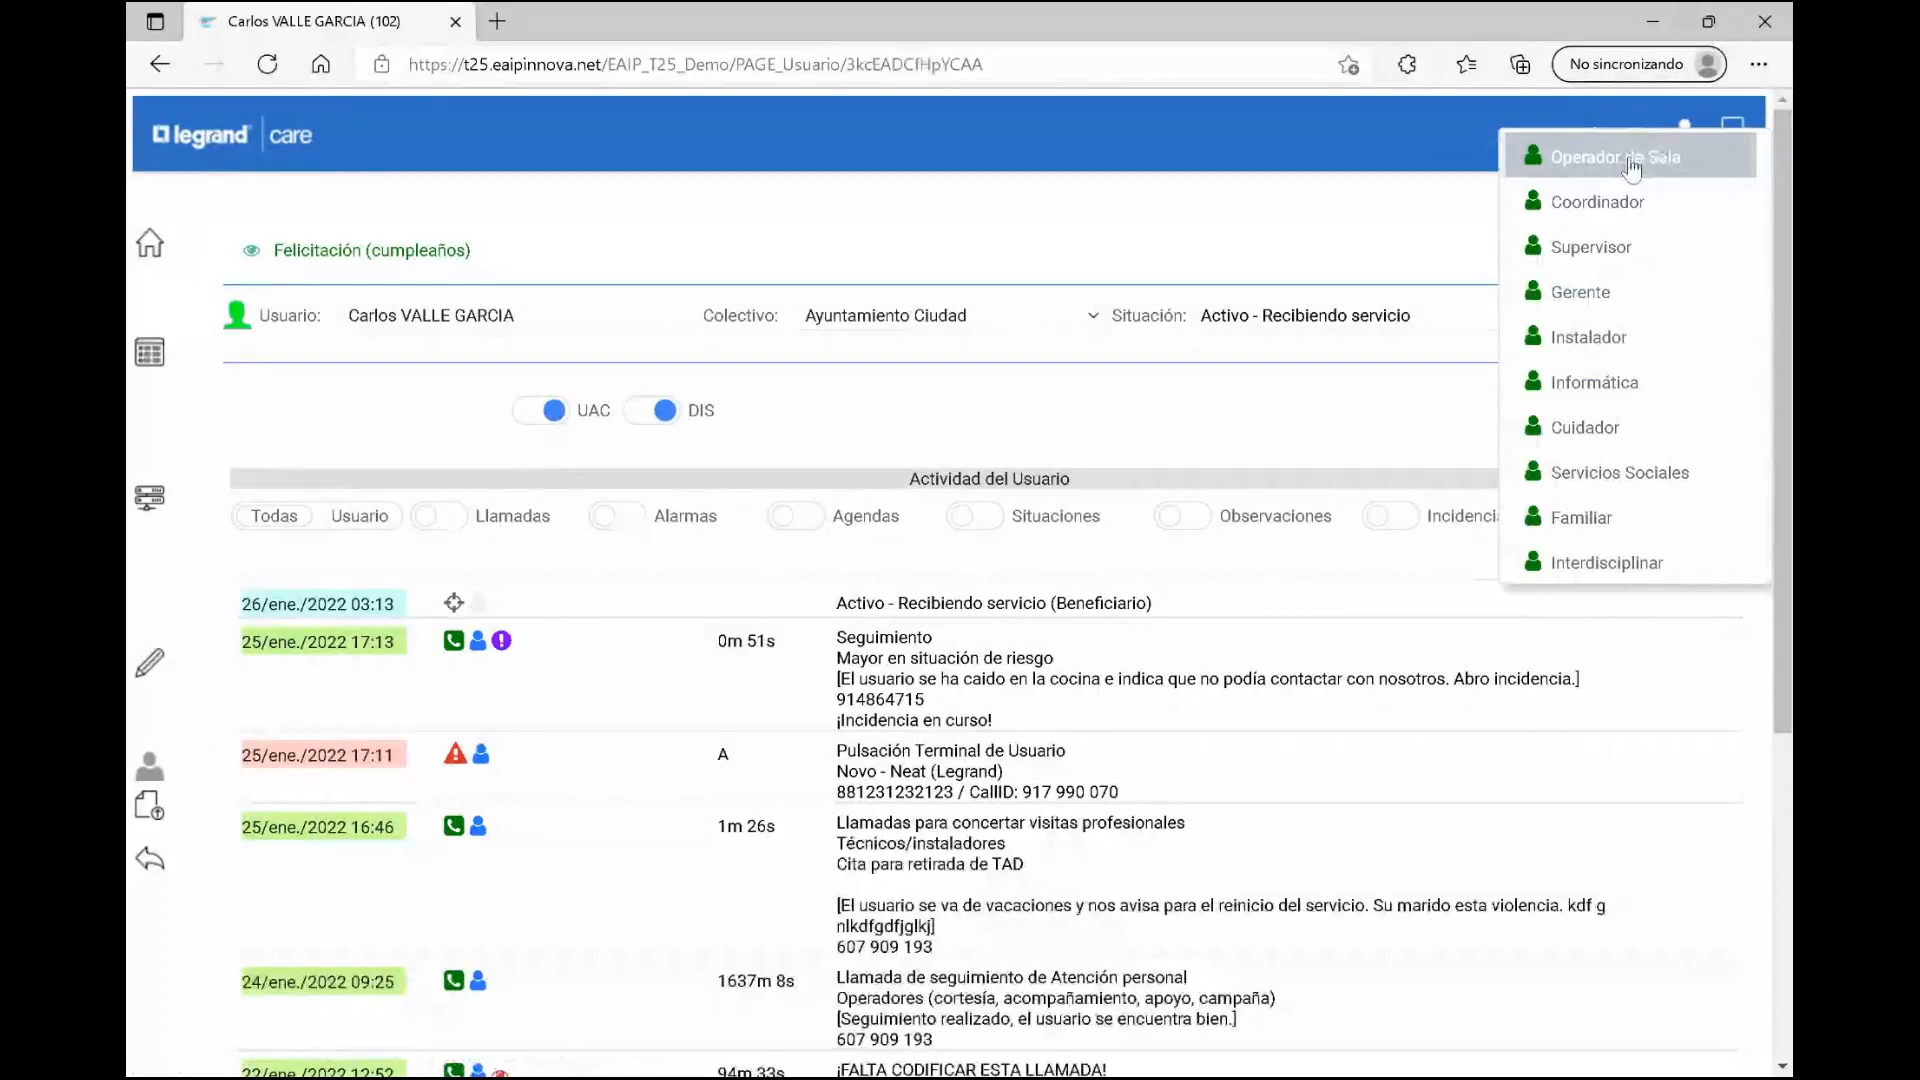 Carlos VALLE GARCIA (102)
https://t25.eaipinnova.net/EAIP_T25_Demo/PAGE_Usuario/3kcEADCfHpYCAA
No sincronizando
legrand care
Operador de Sala
Coordinador
Supervisor
Gerente
Instalador
Informática
Cuidador
Servicios Sociales
Familiar
Interdisciplinar
Felicitación (cumpleaños)
Usuario: Carlos VALLE GARCIA Colectivo: Ayuntamiento Ciudad Situación: Activo - Recibiendo servicio
UAC DIS
Actividad del Usuario
Todas Usuario Llamadas Alarmas Agendas Situaciones Observaciones Incidenci
26/ene./2022 03:13 Activo - Recibiendo servicio (Beneficiario)
25/ene./2022 17:13 0m 51s Seguimiento
Mayor en situación de riesgo
[El usuario se ha caido en la cocina e indica que no podía contactar con nosotros. Abro incidencia.]
914864715
¡Incidencia en curso!
25/ene./2022 17:11 A Pulsación Terminal de Usuario
Novo - Neat (Legrand)
881231232123 / CallID: 917 990 070
25/ene./2022 16:46 1m 26s Llamadas para concertar visitas profesionales
Técnicos/instaladores
Cita para retirada de TAD
[El usuario se va de vacaciones y nos avisa para el reinicio del servicio. Su marido esta violencia. kdf g
nlkdfgdfjglkj]
607 909 193
24/ene./2022 09:25 1637m 8s Llamada de seguimiento de Atención personal
Operadores (cortesía, acompañamiento, apoyo, campaña)
[Seguimiento realizado, el usuario se encuentra bien.]
607 909 193
22/ene./2022 12:52 94m 33s ¡FALTA CODIFICAR ESTA LLAMADA!